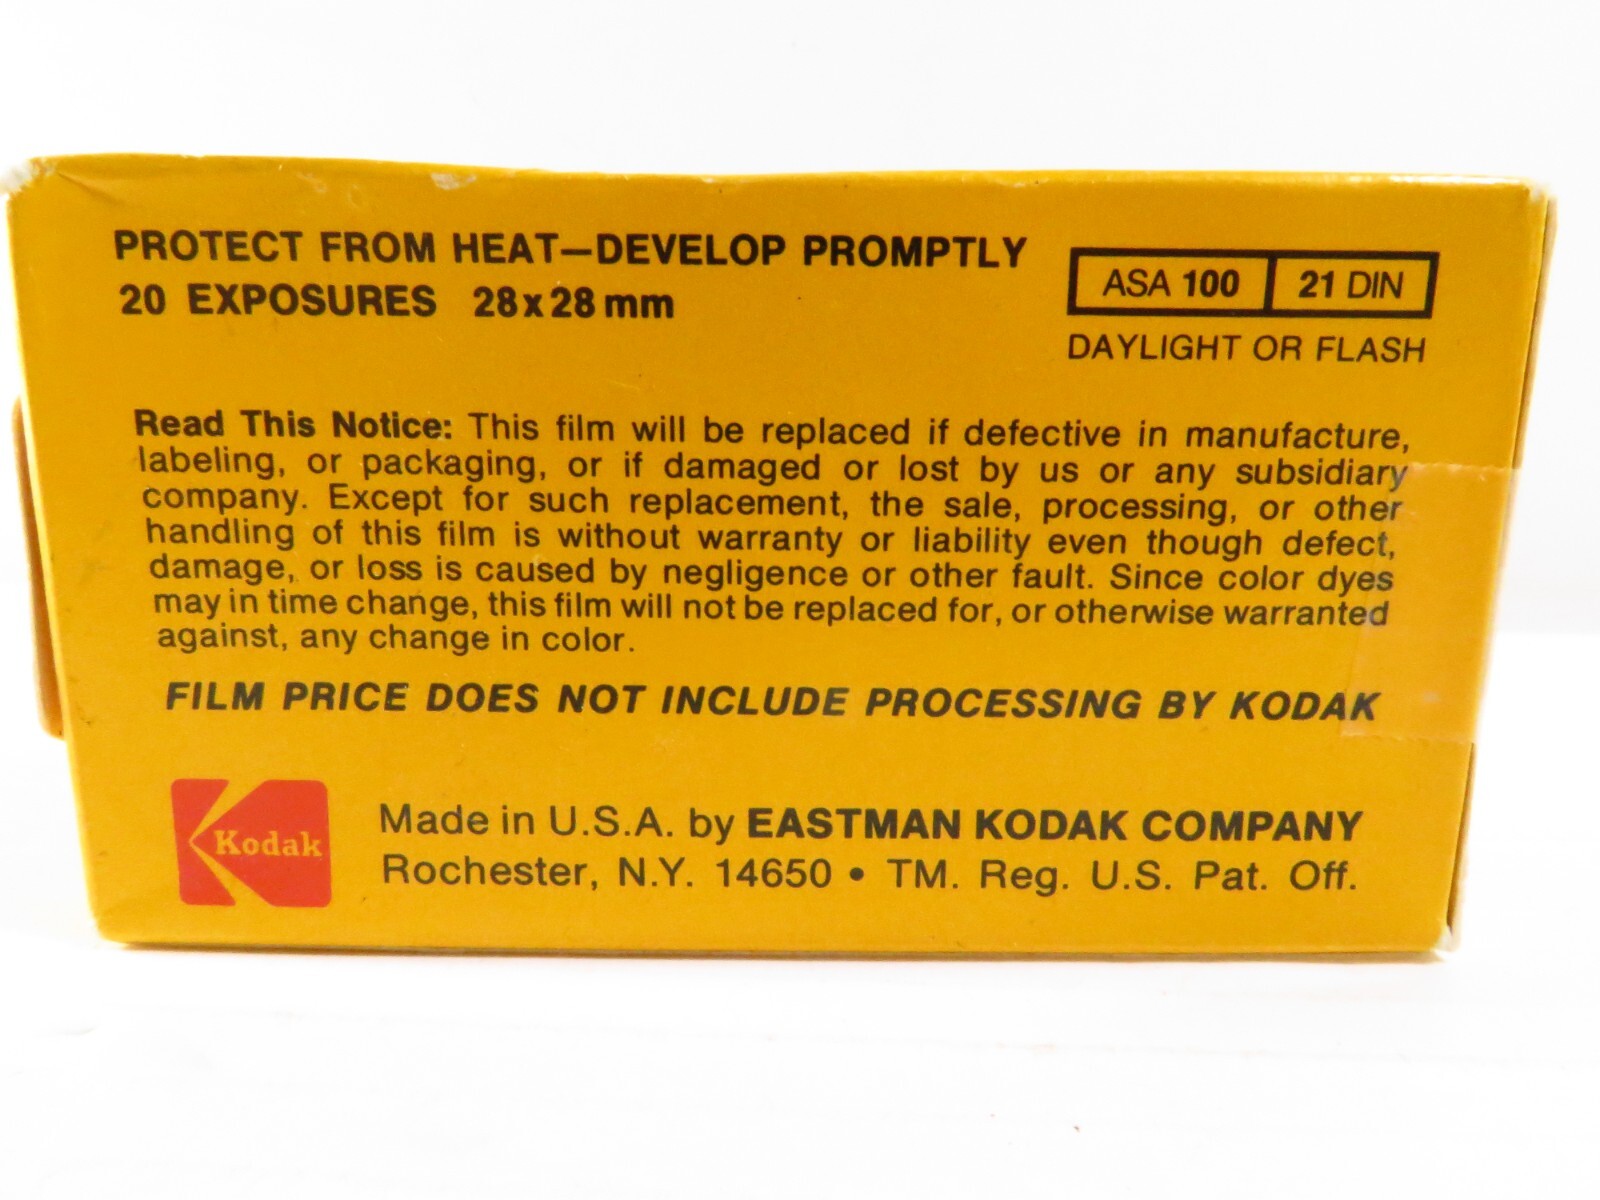 PROTECT FROM HEAT—DEVELOP PROMPTLY
20 EXPOSURES 28x28 mm
ASA 100 21 DIN
DAYLIGHT OR FLASH
Read This Notice: This film will be replaced if defective in manufacture,
labeling, or packaging, or if damaged or lost by us or any subsidiary
company. Except for such replacement, the sale, processing, or other
handling of this film is without warranty or liability even though defect,
damage, or loss is caused by negligence or other fault. Since color dyes
may in time change, this film will not be replaced for, or otherwise warranted
against, any change in color.
FILM PRICE DOES NOT INCLUDE PROCESSING BY KODAK
Kodak
Made in U.S.A. by EASTMAN KODAK COMPANY
Rochester, N.Y. 14650 • TM. Reg. U.S. Pat. Off.